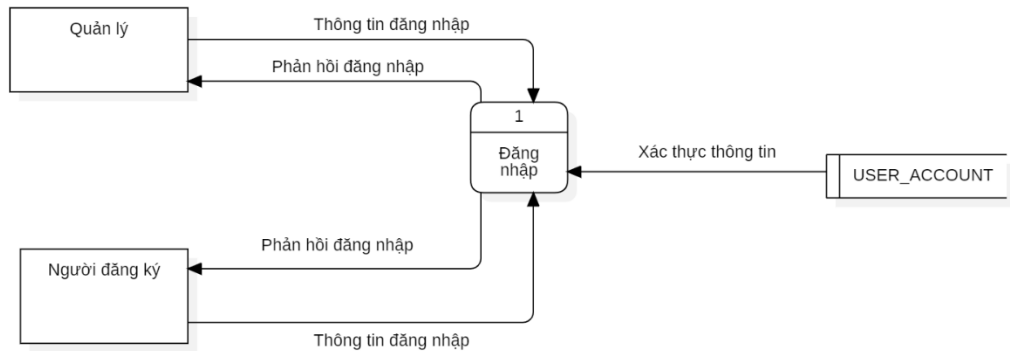 Quản lý
Thông tin đăng nhập
Phản hồi đăng nhập
1
Đăng
nhập
Xác thực thông tin
USER_ACCOUNT
Phản hồi đăng nhập
Người đăng ký
Thông tin đăng nhập